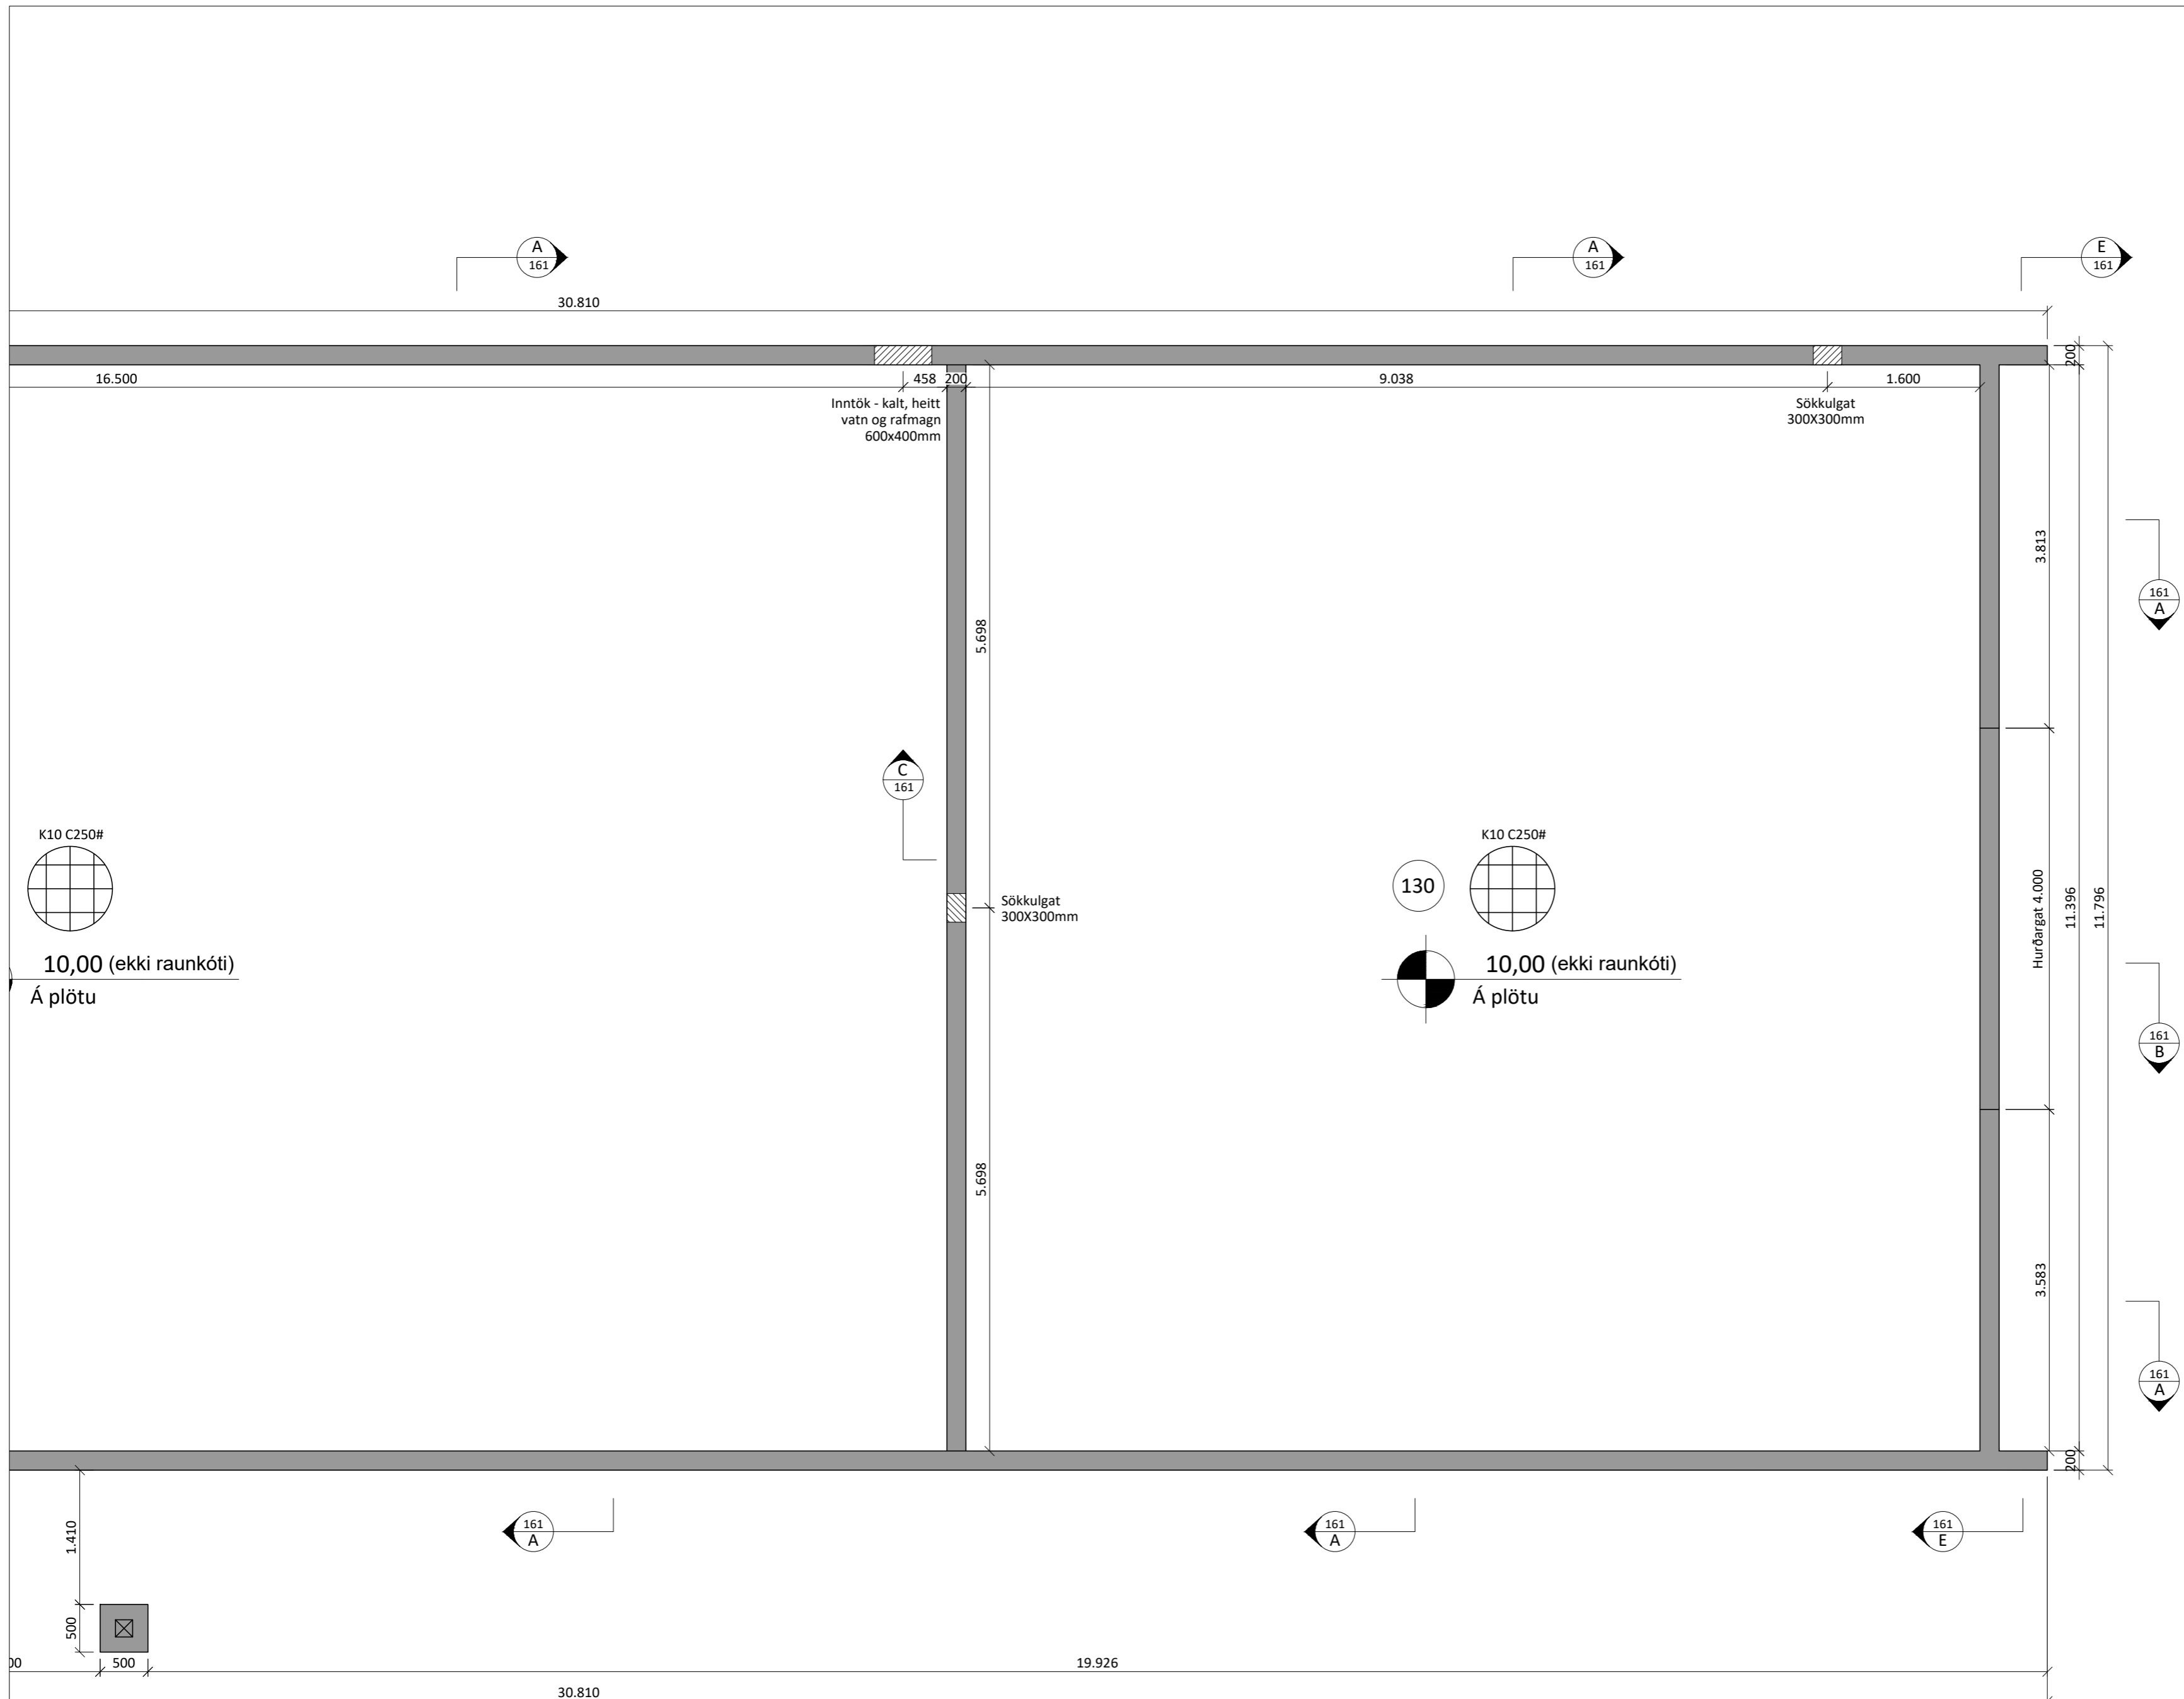 A
161
A
161
E
161
30.810
200
16.500
458
200
9.038
1.600
Inntök - kalt, heitt
vatn og rafmagn
600x400mm
Sökkulgat
300X300mm
3.813
161
A
5.698
C
161
K10 C250#
K10 C250#
130
Sökkulgat
300X300mm
Hurðargat 4.000
11.396
11.796
10,00 (ekki raunkóti)
Á plötu
10,00 (ekki raunkóti)
Á plötu
161
B
5.698
3.583
161
A
200
1.410
161
A
161
A
161
E
500
500
19.926
30.810